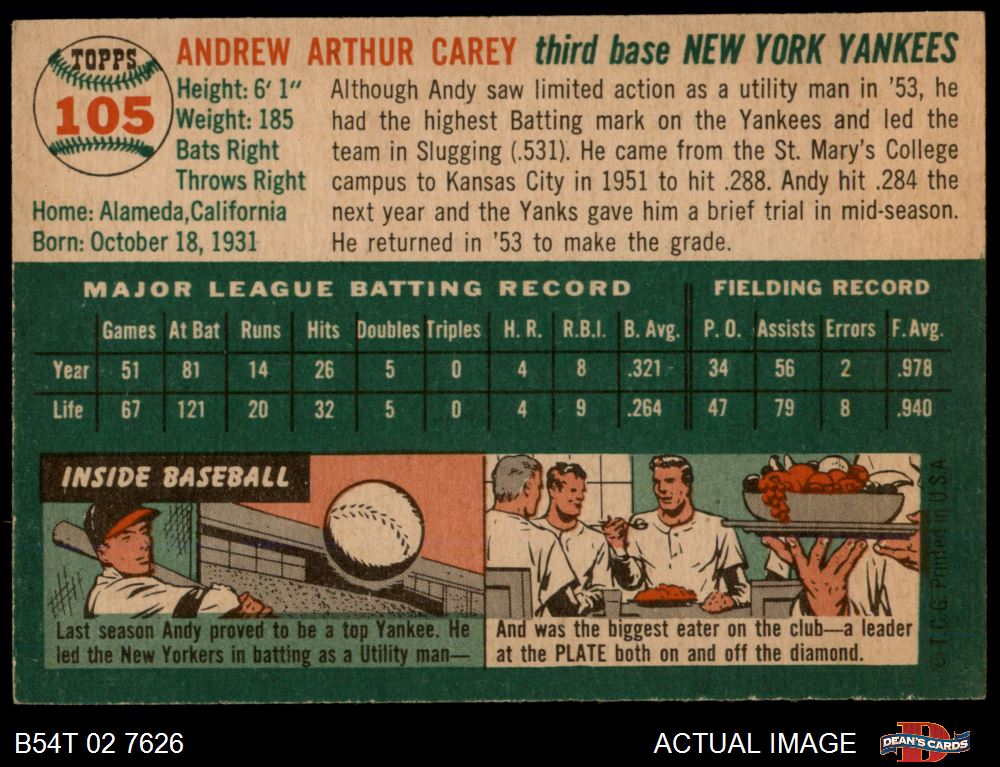 TOPPS
105
ANDREW ARTHUR CAREY third base NEW YORK YANKEES
Height: 6' 1"
Weight: 185
Bats Right
Throws Right
Home: Alameda,California
Born: October 18, 1931
Although Andy saw limited action as a utility man in '53, he
had the highest Batting mark on the Yankees and led the
team in Slugging (.531). He came from the St. Mary's College
campus to Kansas City in 1951 to hit .288. Andy hit .284 the
next year and the Yanks gave him a brief trial in mid-season.
He returned in '53 to make the grade.
MAJOR LEAGUE BATTING RECORD FIELDING RECORD
Games At Bat Runs Hits Doubles Triples H. R. R.B.I. B. Avg. P. O. Assists Errors F. Avg.
Year 51 81 14 26 5 0 4 8 .321 34 56 2 .978
Life 67 121 20 32 5 0 4 9 .264 47 79 8 .940
INSIDE BASEBALL
Last season Andy proved to be a top Yankee. He
led the New Yorkers in batting as a Utility man—
And was the biggest eater on the club—a leader
at the PLATE both on and off the diamond.
© T.C.G. Printed in U S A
B54T 02 7626
ACTUAL IMAGE
DEAN'S CARDS